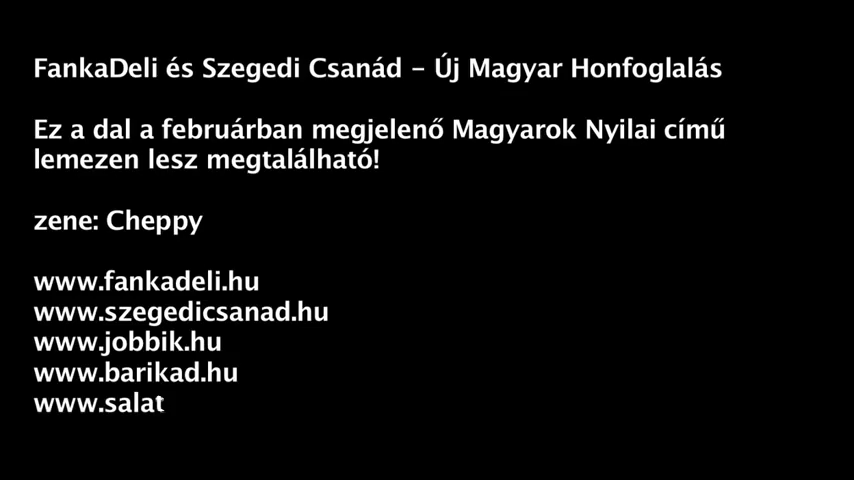 FankaDeli és Szegedi Csanád - Új Magyar Honfoglalás
Ez a dal a februárban megjelenő Magyarok Nyilai című
lemezen lesz megtalálható!
zene: Cheppy
www.fankadeli.hu
www.szegedicsanad.hu
www.jobbik.hu
www.barikad.hu
www.salat